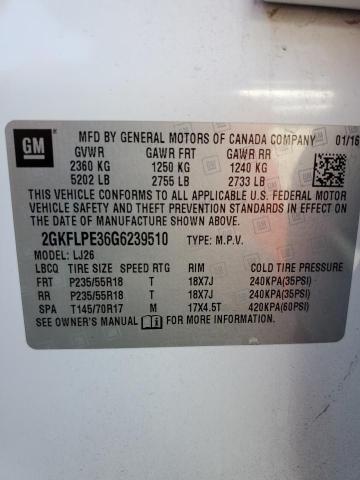 GM
MFD BY GENERAL MOTORS OF CANADA COMPANY 01/16
GVWR GAWR FRT GAWR RR
2360 KG 1250 KG 1240 KG
5202 LB 2755 LB 2733 LB
THIS VEHICLE CONFORMS TO ALL APPLICABLE U.S. FEDERAL MOTOR
VEHICLE SAFETY AND THEFT PREVENTION STANDARDS IN EFFECT ON THE
DATE OF MANUFACTURE SHOWN ABOVE.
2GKFLPE36G6239510 TYPE: M.P.V.
MODEL: LJ26
LBCQ TIRE SIZE SPEED RTG RIM COLD TIRE PRESSURE
FRT P235/55R18 T 18X7J 240KPA(35PSI)
RR P235/55R18 T 18X7J 240KPA(35PSI)
SPA T145/70R17 M 17X4.5T 420KPA(60PSI)
SEE OWNER'S MANUAL FOR MORE INFORMATION.